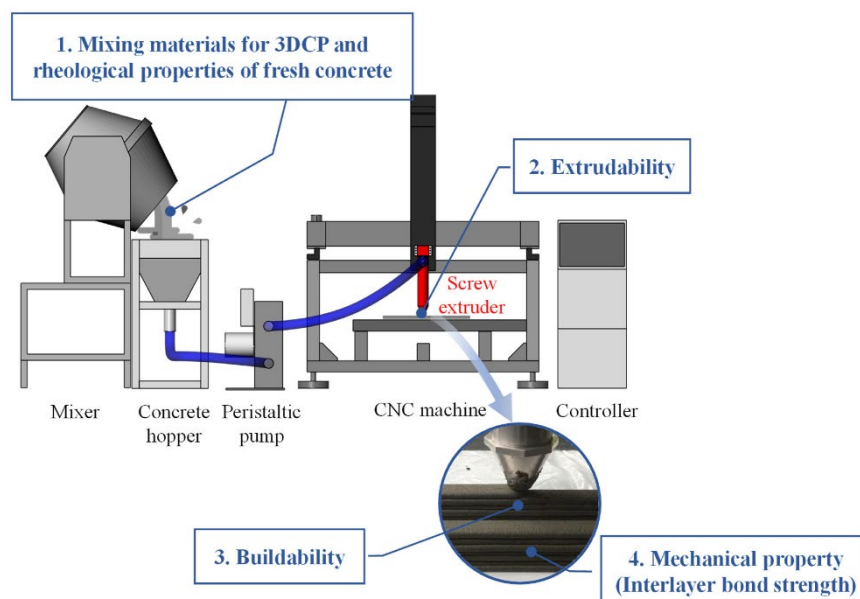 1. Mixing materials for 3DCP and
rheological properties of fresh concrete
2. Extrudability
Screw
extruder
Mixer
Concrete
hopper
Peristaltic
pump
CNC machine
Controller
3. Buildability
4. Mechanical property
(Interlayer bond strength)